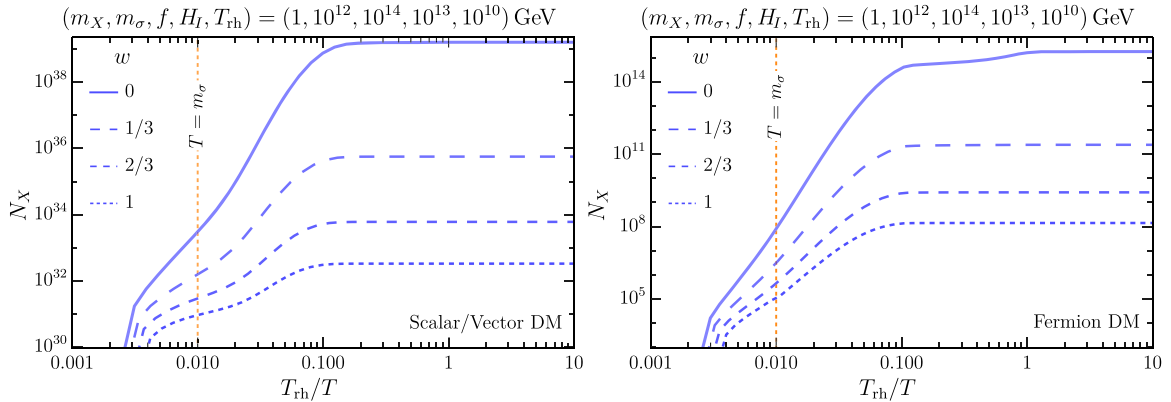 (m_X, m_σ, f, H_I, T_rh) = (1, 10^12, 10^14, 10^13, 10^10) GeV
w
0
1/3
2/3
1
T = m_σ
Scalar/Vector DM
N_X
10^38
10^36
10^34
10^32
10^30
0.001
0.010
0.100
1
10
T_rh/T
(m_X, m_σ, f, H_I, T_rh) = (1, 10^12, 10^14, 10^13, 10^10) GeV
w
0
1/3
2/3
1
T = m_σ
Fermion DM
N_X
10^14
10^11
10^8
10^5
0.001
0.010
0.100
1
10
T_rh/T